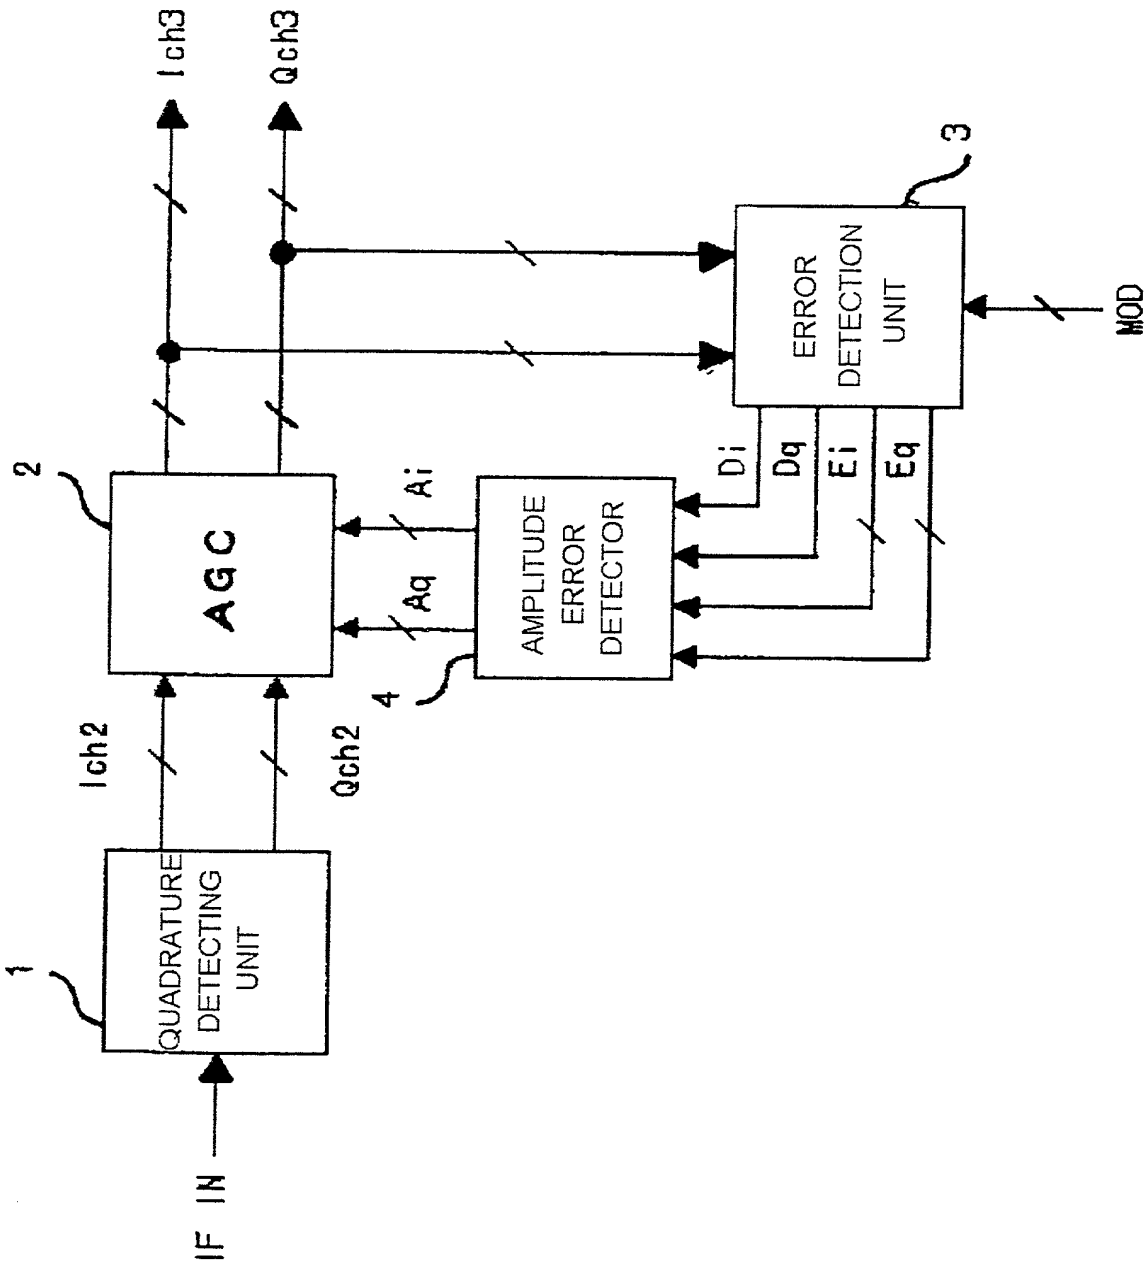 IF IN
1
QUADRATURE
DETECTING
UNIT
Ich2
Qch2
2
AGC
Ich3
Qch3
Aq
Ai
4
AMPLITUDE
ERROR
DETECTOR
Di
Dq
Ei
Eq
ERROR
DETECTION
UNIT
3
MOD